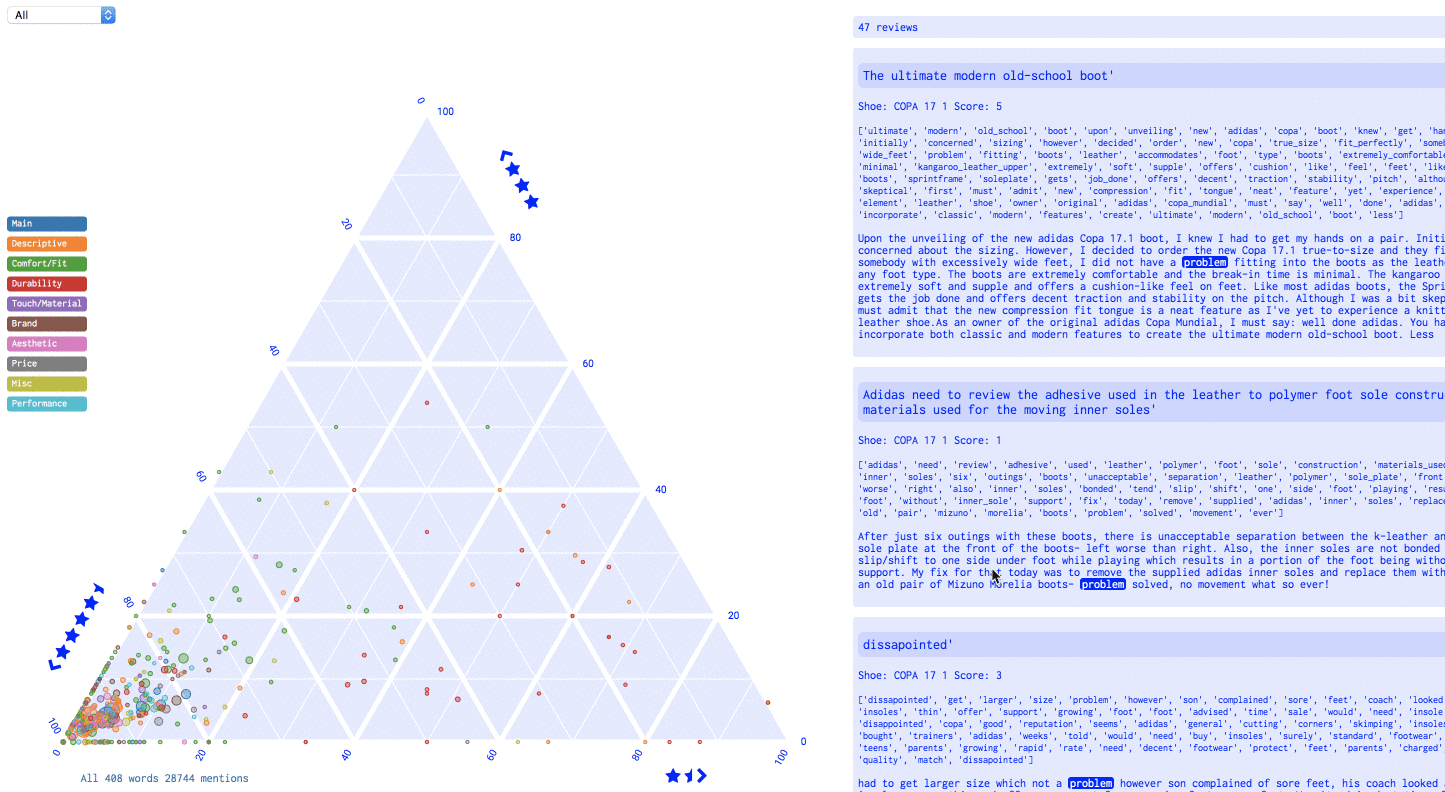 All
47 reviews
The ultimate modern old-school boot'
Shoe: COPA 17 1 Score: 5
['ultimate', 'modern', 'old_school', 'boot', 'upon', 'unveiling', 'new', 'adidas', 'copa', 'boot', 'knew', 'get', 'han
'initially', 'concerned', 'sizing', 'however', 'decided', 'order', 'new', 'copa', 'true_size', 'fit_perfectly', 'someb
'wide_feet', 'problem', 'fitting', 'boots', 'leather', 'accommodates', 'foot', 'type', 'boots', 'extremely_comfortable
'minimal', 'kangaroo_leather_upper', 'extremely', 'soft', 'supple', 'offers', 'cushion', 'like', 'feel', 'feet', 'like
'boots', 'sprintframe', 'soleplate', 'gets', 'job_done', 'offers', 'decent', 'traction', 'stability', 'pitch', 'althou
'skeptical', 'first', 'must', 'admit', 'new', 'compression', 'fit', 'tongue', 'neat', 'feature', 'yet', 'experience',
'element', 'leather', 'shoe', 'owner', 'original', 'adidas', 'copa_mundial', 'must', 'say', 'well', 'done', 'adidas',
'incorporate', 'classic', 'modern', 'features', 'create', 'ultimate', 'modern', 'old_school', 'boot', 'less']
Upon the unveiling of the new adidas Copa 17.1 boot, I knew I had to get my hands on a pair. Initi
concerned about the sizing. However, I decided to order the new Copa 17.1 true-to-size and they fi
somebody with excessively wide feet, I did not have a problem fitting into the boots as the leath
any foot type. The boots are extremely comfortable and the break-in time is minimal. The kangaroo
extremely soft and supple and offers a cushion-like feel on feet. Like most adidas boots, the Spri
gets the job done and offers decent traction and stability on the pitch. Although I was a bit skep
must admit that the new compression fit tongue is a neat feature as I've yet to experience a knitt
leather shoe.As an owner of the original adidas Copa Mundial, I must say: well done adidas. You ha
incorporate both classic and modern features to create the ultimate modern old-school boot. Less
Adidas need to review the adhesive used in the leather to polymer foot sole constru
materials used for the moving inner soles'
Shoe: COPA 17 1 Score: 1
['adidas', 'need', 'review', 'adhesive', 'used', 'leather', 'polymer', 'foot', 'sole', 'construction', 'materials_used
'inner', 'soles', 'six', 'outings', 'boots', 'unacceptable', 'separation', 'leather', 'polymer', 'sole_plate', 'front
'worse', 'right', 'also', 'inner', 'soles', 'bonded', 'tend', 'slip', 'shift', 'one', 'side', 'foot', 'playing', 'resu
'foot', 'without', 'inner_sole', 'support', 'fix', 'today', 'remove', 'supplied', 'adidas', 'inner', 'soles', 'replace
'old', 'pair', 'mizuno', 'morelia', 'boots', 'problem', 'solved', 'movement', 'ever']
After just six outings with these boots, there is unacceptable separation between the k-leather an
sole plate at the front of the boots- left worse than right. Also, the inner soles are not bonded
slip/shift to one side under foot while playing which results in a portion of the foot being witho
support. My fix for that today was to remove the supplied adidas inner soles and replace them with
an old pair of Mizuno Morelia boots- problem solved, no movement what so ever!
dissapointed'
Shoe: COPA 17 1 Score: 3
['dissapointed', 'get', 'larger', 'size', 'problem', 'however', 'son', 'complained', 'sore', 'feet', 'coach', 'looked
'insoles', 'thin', 'offer', 'support', 'growing', 'foot', 'foot', 'advised', 'time', 'sale', 'would', 'need', 'insole
'disappointed', 'copa', 'good', 'reputation', 'seems', 'adidas', 'general', 'cutting', 'corners', 'skimping', 'insoles
'bought', 'trainers', 'adidas', 'weeks', 'told', 'would', 'need', 'buy', 'insoles', 'surely', 'standard', 'footwear',
'teens', 'parents', 'growing', 'rapid', 'rate', 'need', 'decent', 'footwear', 'protect', 'feet', 'parents', 'charged'
'quality', 'match', 'dissapointed']
had to get larger size which not a problem however son complained of sore feet, his coach looked
Main
Descriptive
Comfort/Fit
Durability
Touch/Material
Brand
Aesthetic
Price
Misc
Performance
0
100
20
80
40
60
60
40
80
20
100
0
0
20
40
60
80
100
All 408 words 28744 mentions